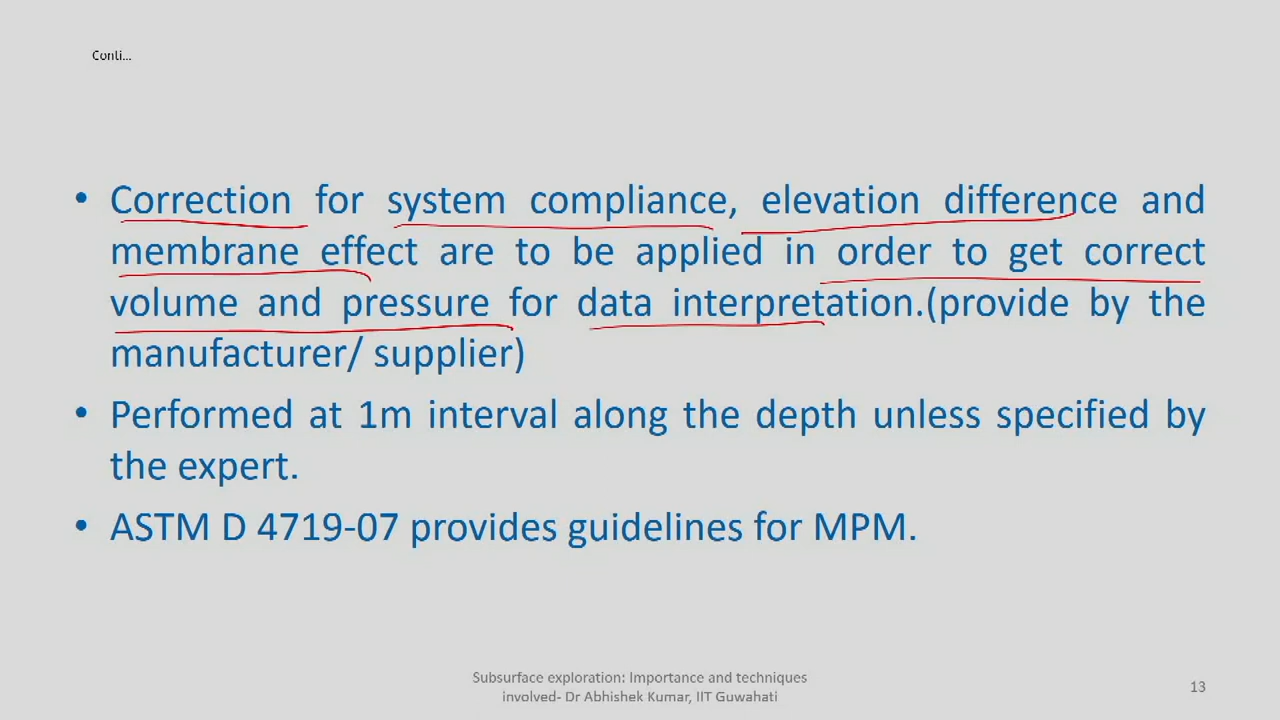 Conti...
• Correction for system compliance, elevation difference and
membrane effect are to be applied in order to get correct
volume and pressure for data interpretation.(provide by the
manufacturer/ supplier)
• Performed at 1m interval along the depth unless specified by
the expert.
• ASTM D 4719-07 provides guidelines for MPM.
Subsurface exploration: Importance and techniques
involved- Dr Abhishek Kumar, IIT Guwahati
13